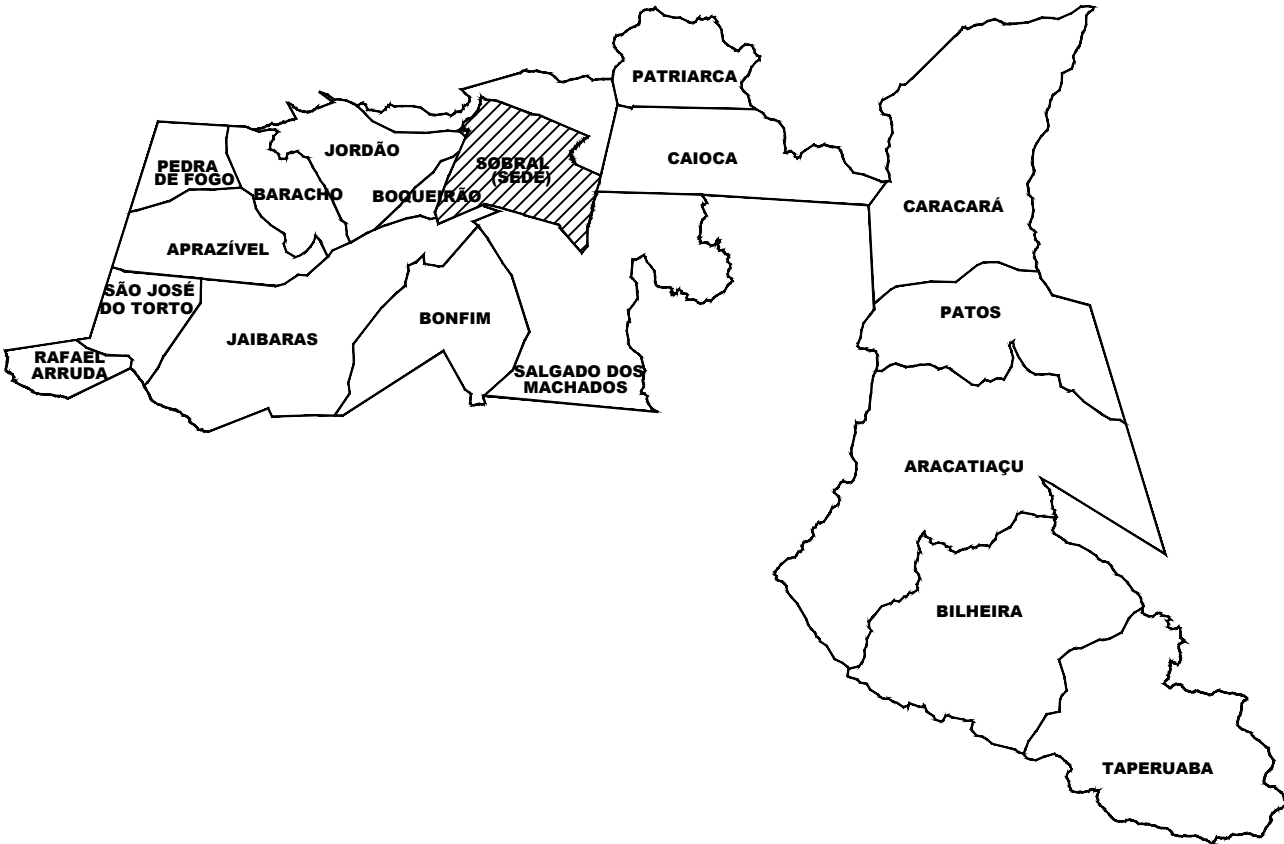 PATRIARCA
JORDÃO
CAIOCA
PEDRA
DE FOGO
SOBRAL
(SEDE)
BARACHO
BOQUEIRÃO
CARACARÁ
APRAZÍVEL
SÃO JOSÉ
DO TORTO
PATOS
BONFIM
JAIBARAS
RAFAEL
ARRUDA
SALGADO DOS
MACHADOS
ARACATIAÇU
BILHEIRA
TAPERUABA